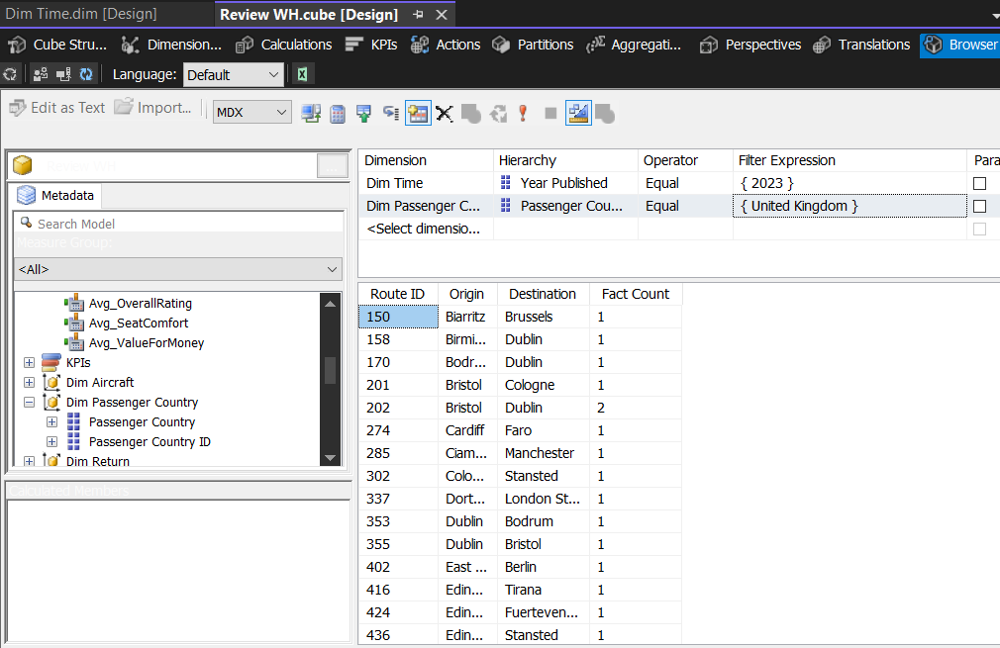 Dim Time.dim [Design] Review WH.cube [Design]
Cube Stru... Dimension... Calculations KPIs Actions Partitions Aggregati... Perspectives Translations Browser
Language: Default
Edit as Text Import... MDX
Review WH ...
Metadata
Search Model
Measure Group:
<All>
Avg_OverallRating
Avg_SeatComfort
Avg_ValueForMoney
KPIs
Dim Aircraft
Dim Passenger Country
Passenger Country
Passenger Country ID
Dim Return
Calculated Members
Dimension Hierarchy Operator Filter Expression Para
Dim Time Year Published Equal { 2023 }
Dim Passenger C... Passenger Cou... Equal { United Kingdom }
<Select dimensio...
Route ID Origin Destination Fact Count
150 Biarritz Brussels 1
158 Birmi... Dublin 1
170 Bodr... Dublin 1
201 Bristol Cologne 1
202 Bristol Dublin 2
274 Cardiff Faro 1
285 Ciam... Manchester 1
302 Colo... Stansted 1
337 Dort... London St... 1
353 Dublin Bodrum 1
355 Dublin Bristol 1
402 East ... Berlin 1
416 Edin... Tirana 1
424 Edin... Fuerteven... 1
436 Edin... Stansted 1